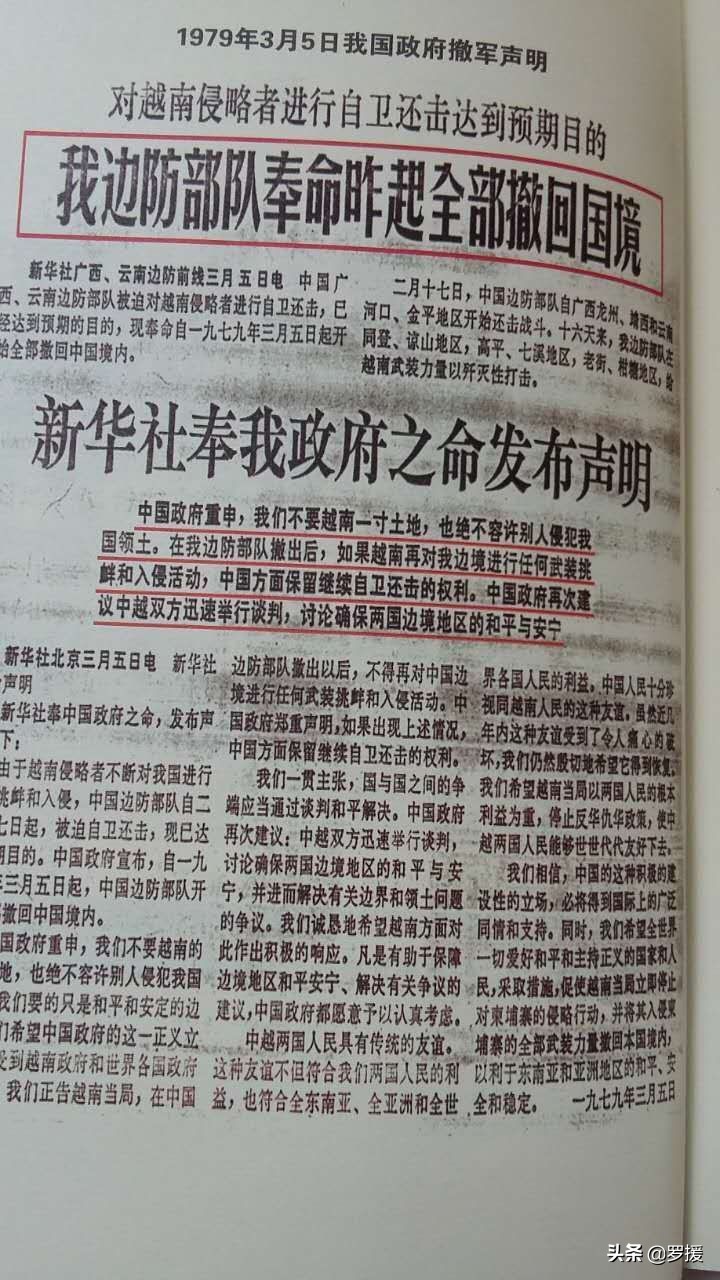 1979年3月5日我国政府撤军声明
对越南侵略者进行自卫还击达到预期目的
我边防部队奉命昨起全部撤回国境
新华社广西、云南边防前线三月五日电 中国广
西、云南边防部队被迫对越南侵略者进行自卫还击,已
经达到预期的目的,现奉命自一九七九年三月五日起开
始全部撤回中国境内。
二月十七日,中国边防部队自广西龙州、靖西和云南
河口、金平地区开始还击战斗。十六天来,我边防部队在
同登、谅山地区,高平、七溪地区,老街、柑糖地区,给
越南武装力量以歼灭性打击。
新华社奉我政府之命发布声明
中国政府重申,我们不要越南一寸土地,也绝不容许别人侵犯我
国领土。在我边防部队撤出后,如果越南再对我边境进行任何武装挑
衅和入侵活动,中国方面保留继续自卫还击的权利。中国政府再次建
议中越双方迅速举行谈判,讨论确保两国边境地区的和平与安宁
新华社北京三月五日电 新华社
声明
新华社奉中国政府之命,发布声
下:
由于越南侵略者不断对我国进行
挑衅和入侵,中国边防部队自二
七日起,被迫自卫还击,现已达
期目的。中国政府宣布,自一九
年三月五日起,中国边防部队开
撤回中国境内。
国政府重申,我们不要越南的
地,也绝不容许别人侵犯我国
我们要的只是和平和安定的边
们希望中国政府的这一正义立
受到越南政府和世界各国政府
我们正告越南当局,在中国
边防部队撤出以后,不得再对中国边
境进行任何武装挑衅和入侵活动。中
国政府郑重声明,如果出现上述情况,
中国方面保留继续自卫还击的权利。
我们一贯主张,国与国之间的争
端应当通过谈判和平解决。中国政府
再次建议:中越双方迅速举行谈判,
讨论确保两国边境地区的和平与安
宁,并进而解决有关边界和领土问题
的争议。我们诚恳地希望越南方面对
此作出积极的响应。凡是有助于保障
边境地区和平安宁、解决有关争议的
建议,中国政府都愿意予以认真考虑。
中越两国人民具有传统的友谊。
这种友谊不但符合我们两国人民的利
益,也符合全东南亚、全亚洲和全世
界各国人民的利益。中国人民十分珍
视同越南人民的这种友谊。虽然近几
年内这种友谊受到了令人痛心的破
坏,我们仍然殷切地希望它得到恢复。
我们希望越南当局以两国人民的根本
利益为重,停止反华仇华政策,使中
越两国人民能够世世代代友好下去。
我们相信,中国的这种积极的建
设性的立场,必将得到国际上的广泛
同情和支持。同时,我们希望全世界
一切爱好和平和主持正义的国家和人
民,采取措施,促使越南当局立即停止
对柬埔寨的侵略行动,并将其入侵柬
埔寨的全部武装力量撤回本国境内,
以利于东南亚和亚洲地区的和平、安
全和稳定。 一九七九年三月五日
头条 @罗援